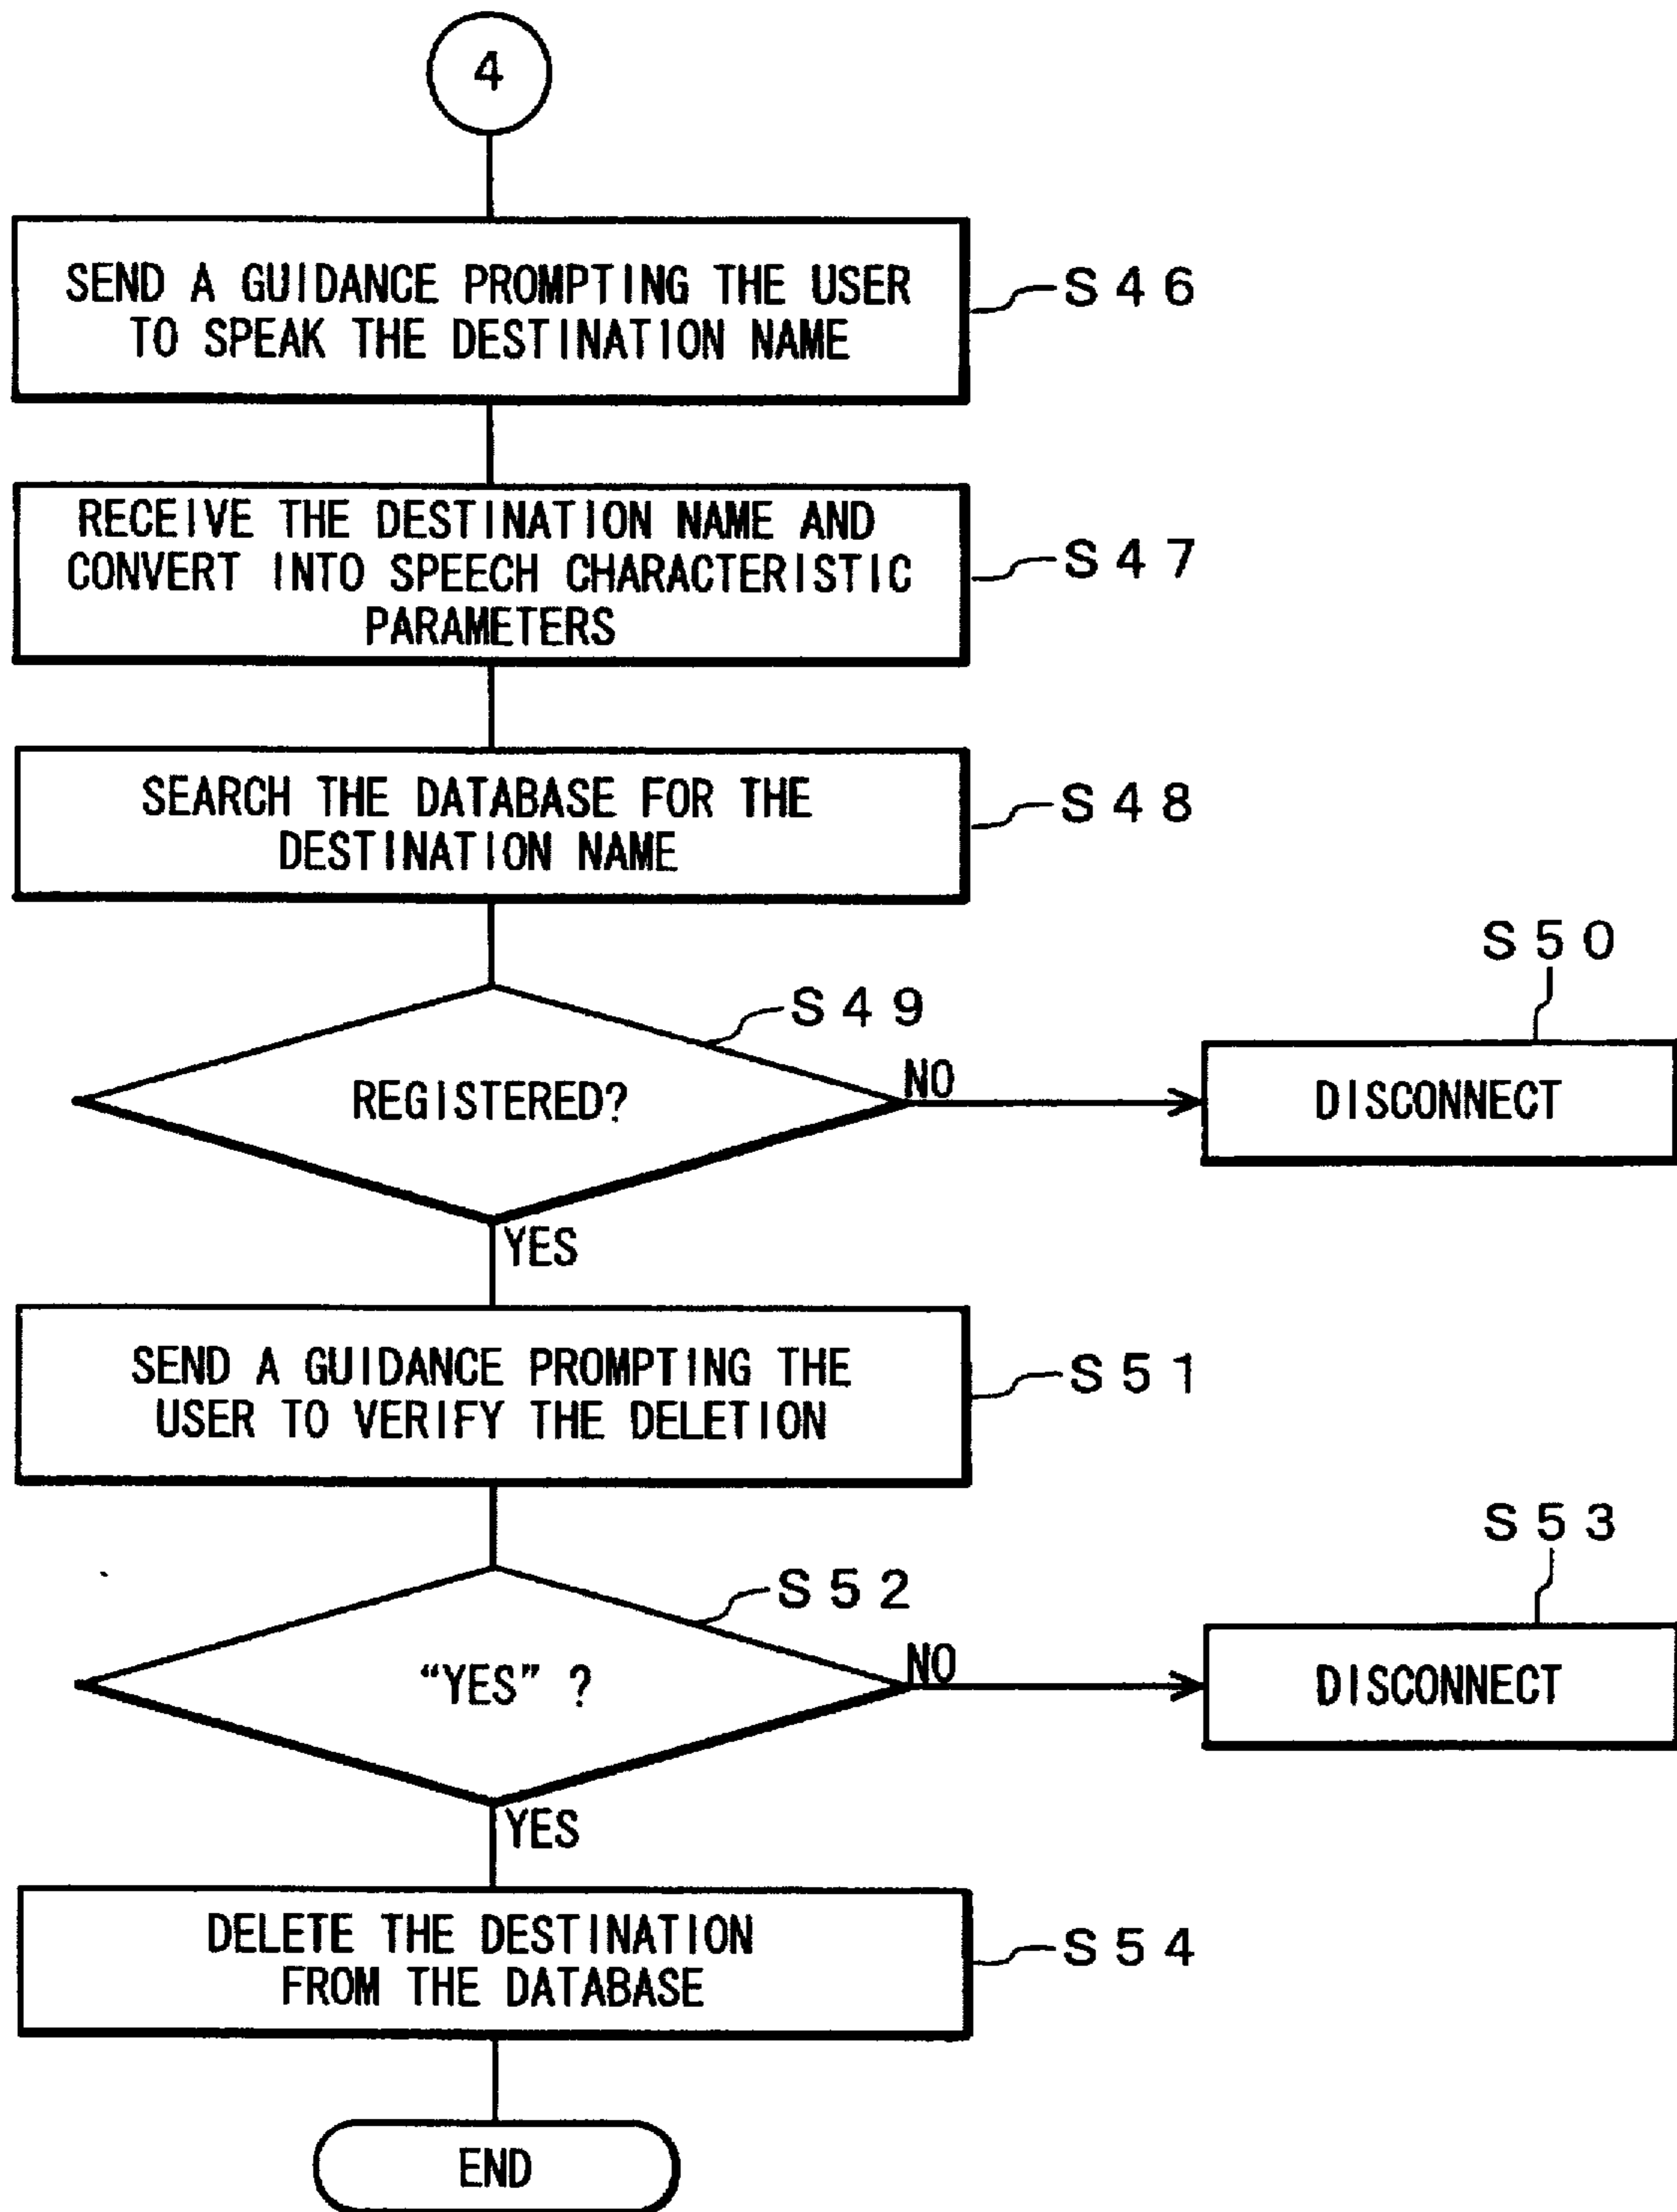 4
SEND A GUIDANCE PROMPTING THE USER
TO SPEAK THE DESTINATION NAME
S46
RECEIVE THE DESTINATION NAME AND
CONVERT INTO SPEECH CHARACTERISTIC
PARAMETERS
S47
SEARCH THE DATABASE FOR THE
DESTINATION NAME
S48
S49
REGISTERED?
NO
S50
DISCONNECT
YES
SEND A GUIDANCE PROMPTING THE
USER TO VERIFY THE DELETION
S51
S52
“YES” ?
NO
S53
DISCONNECT
YES
DELETE THE DESTINATION
FROM THE DATABASE
S54
END